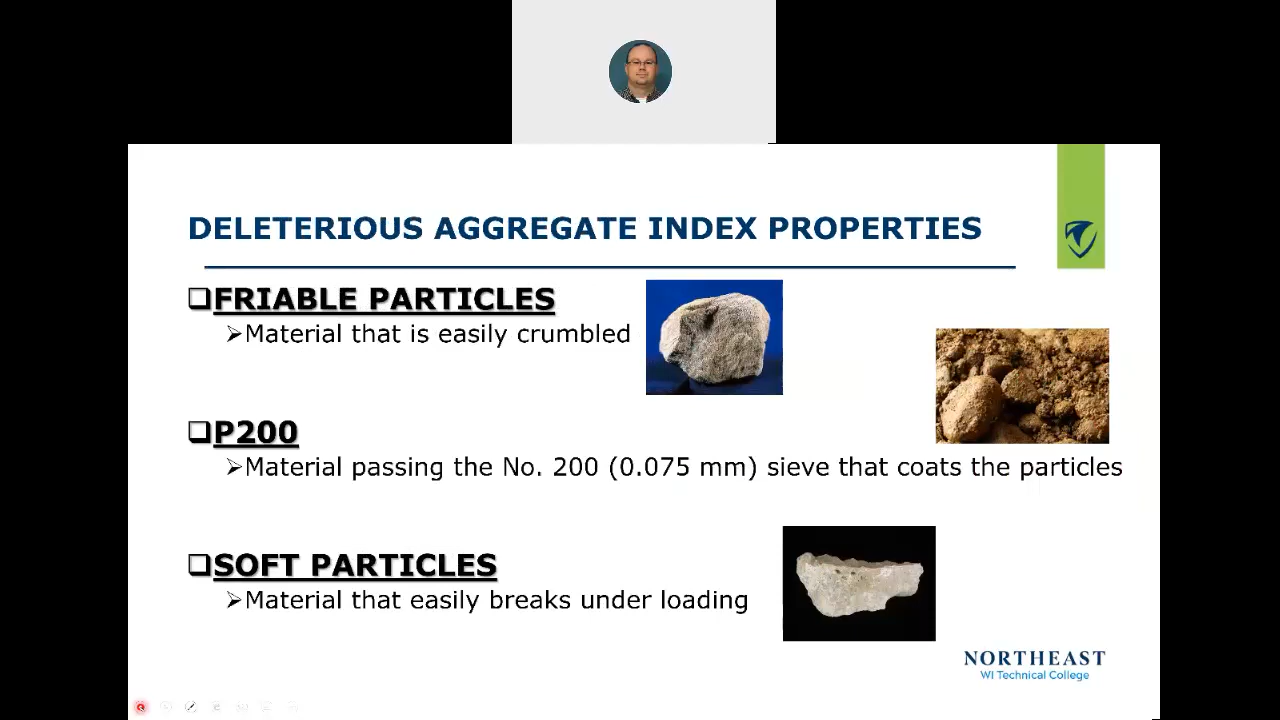 DELETERIOUS AGGREGATE INDEX PROPERTIES
FRIABLE PARTICLES
Material that is easily crumbled
P200
Material passing the No. 200 (0.075 mm) sieve that coats the particles
SOFT PARTICLES
Material that easily breaks under loading
NORTHEAST
WI Technical College